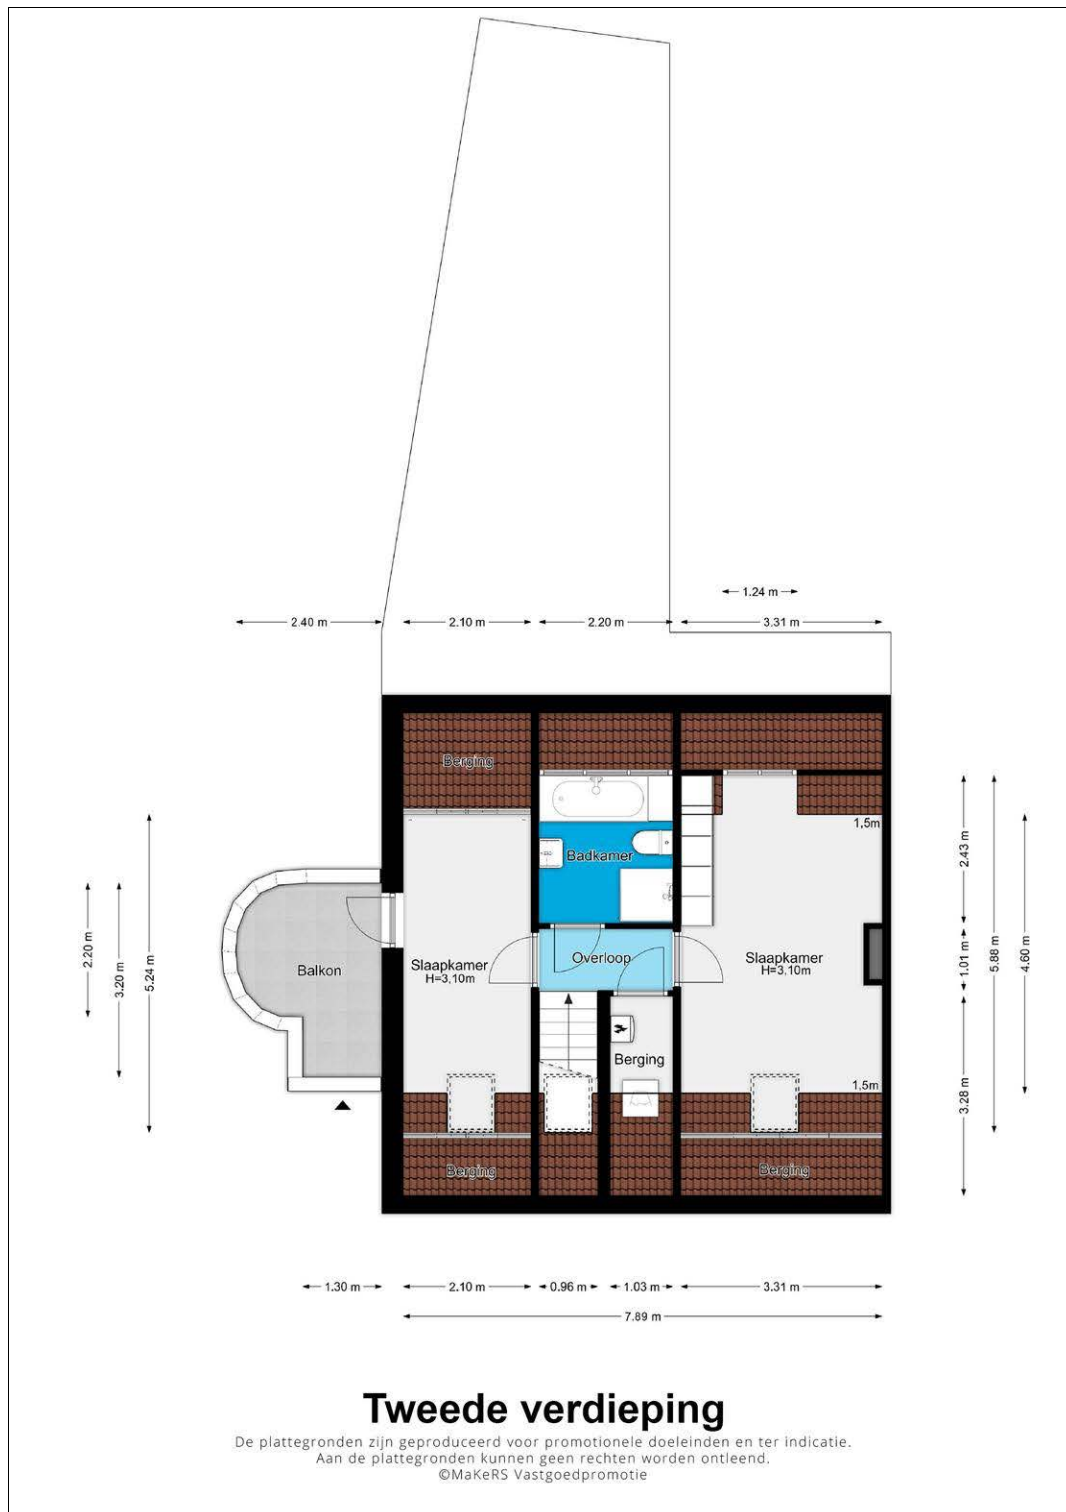 1.24 m
2.40 m
2.10 m
2.20 m
3.31 m
Berging
1,5m
Badkamer
2.43 m
2.20 m
3.20 m
5.24 m
Balkon
Slaapkamer
H=3,10m
Overloop
Slaapkamer
H=3,10m
1.01 m
5.88 m
4.60 m
Berging
1,5m
3.28 m
Berging
Berging
1.30 m
2.10 m
0.96 m
1.03 m
3.31 m
7.89 m
Tweede verdieping
De plattegronden zijn geproduceerd voor promotionele doeleinden en ter indicatie.
Aan de plattegronden kunnen geen rechten worden ontleend.
©MaKeRS Vastgoedpromotie